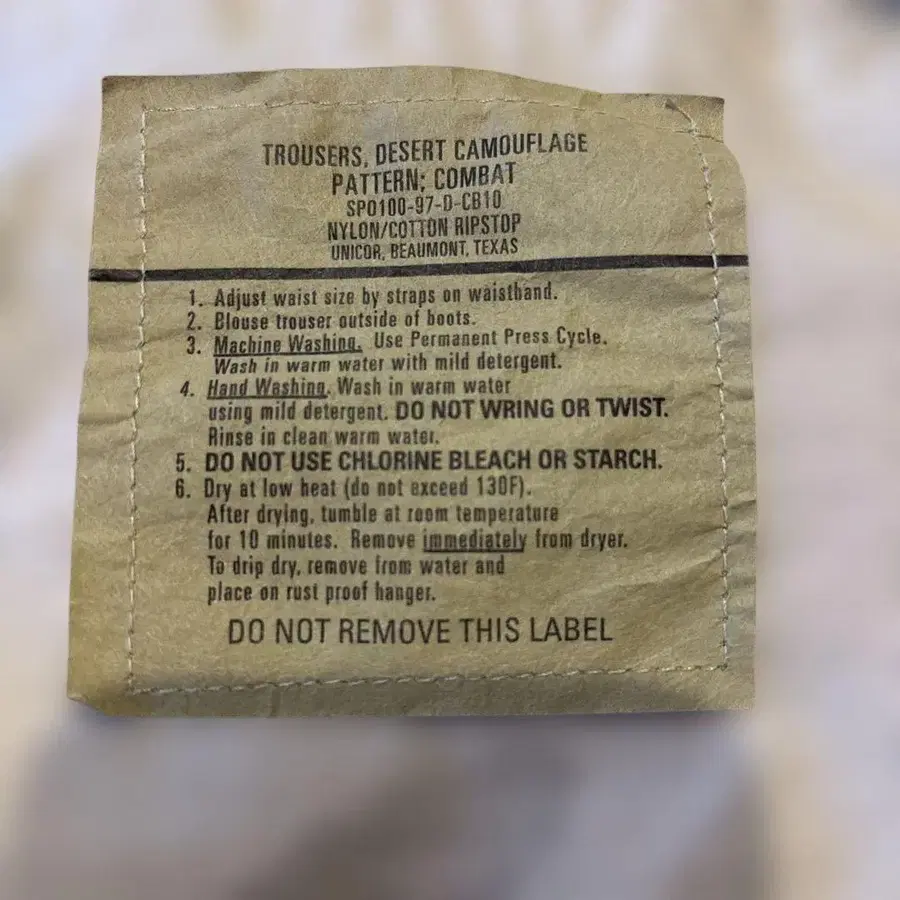 TROUSERS, DESERT CAMOUFLAGE
PATTERN; COMBAT
SPO100-97-D-CB10
NYLON/COTTON RIPSTOP
UNICOR, BEAUMONT, TEXAS
1. Adjust waist size by straps on waistband.
2. Blouse trouser outside of boots.
3. Machine Washing. Use Permanent Press Cycle.
Wash in warm water with mild detergent.
4. Hand Washing. Wash in warm water
using mild detergent. DO NOT WRING OR TWIST.
Rinse in clean warm water.
5. DO NOT USE CHLORINE BLEACH OR STARCH.
6. Dry at low heat (do not exceed 130F).
After drying, tumble at room temperature
for 10 minutes. Remove immediately from dryer.
To drip dry, remove from water and
place on rust proof hanger.
DO NOT REMOVE THIS LABEL